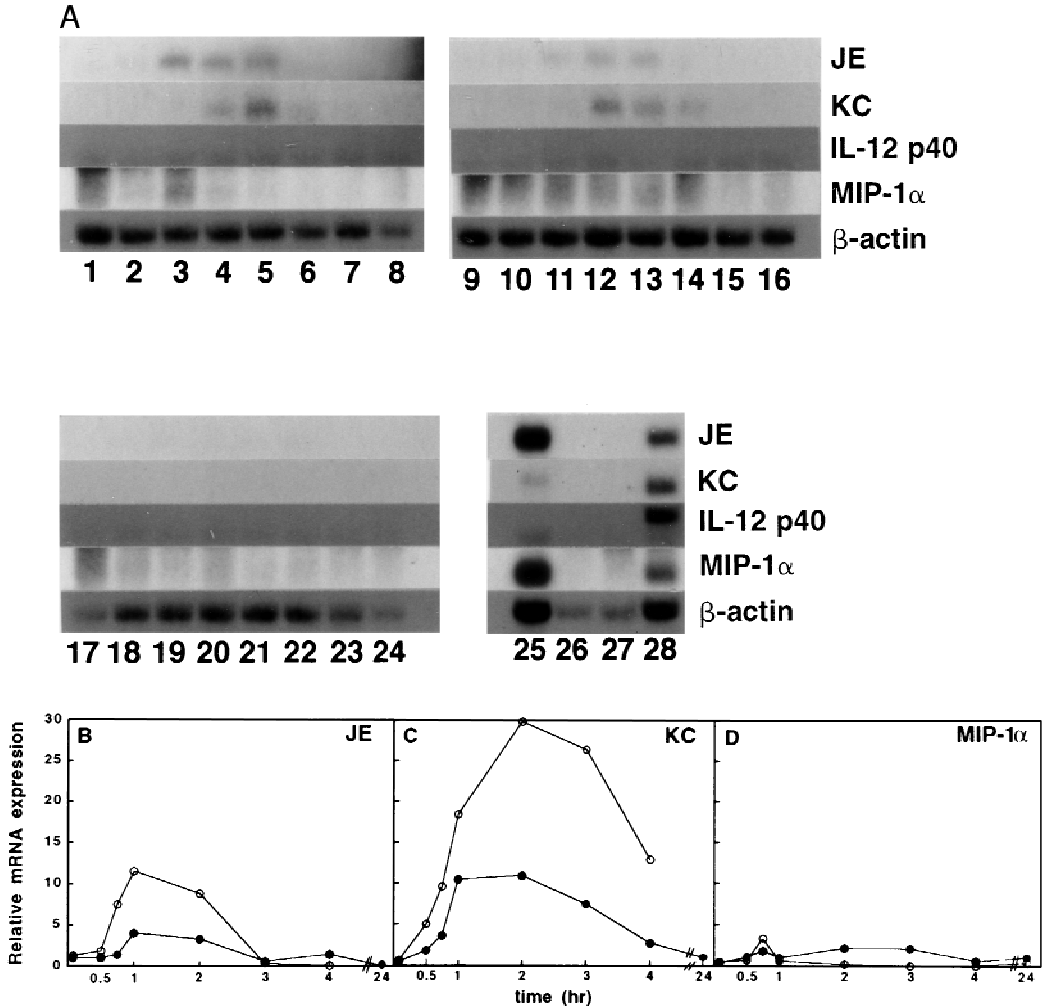 A
JE
KC
IL-12 p40
MIP-1α
β-actin
1 2 3 4 5 6 7 8
9 10 11 12 13 14 15 16
JE
KC
IL-12 p40
MIP-1α
β-actin
17 18 19 20 21 22 23 24
25 26 27 28
Relative mRNA expression
30
25
20
15
10
5
0
B JE
C KC
D MIP-1α
0.5 1 2 3 4 24
0.5 1 2 3 4 24
0.5 1 2 3 4 24
time (hr)